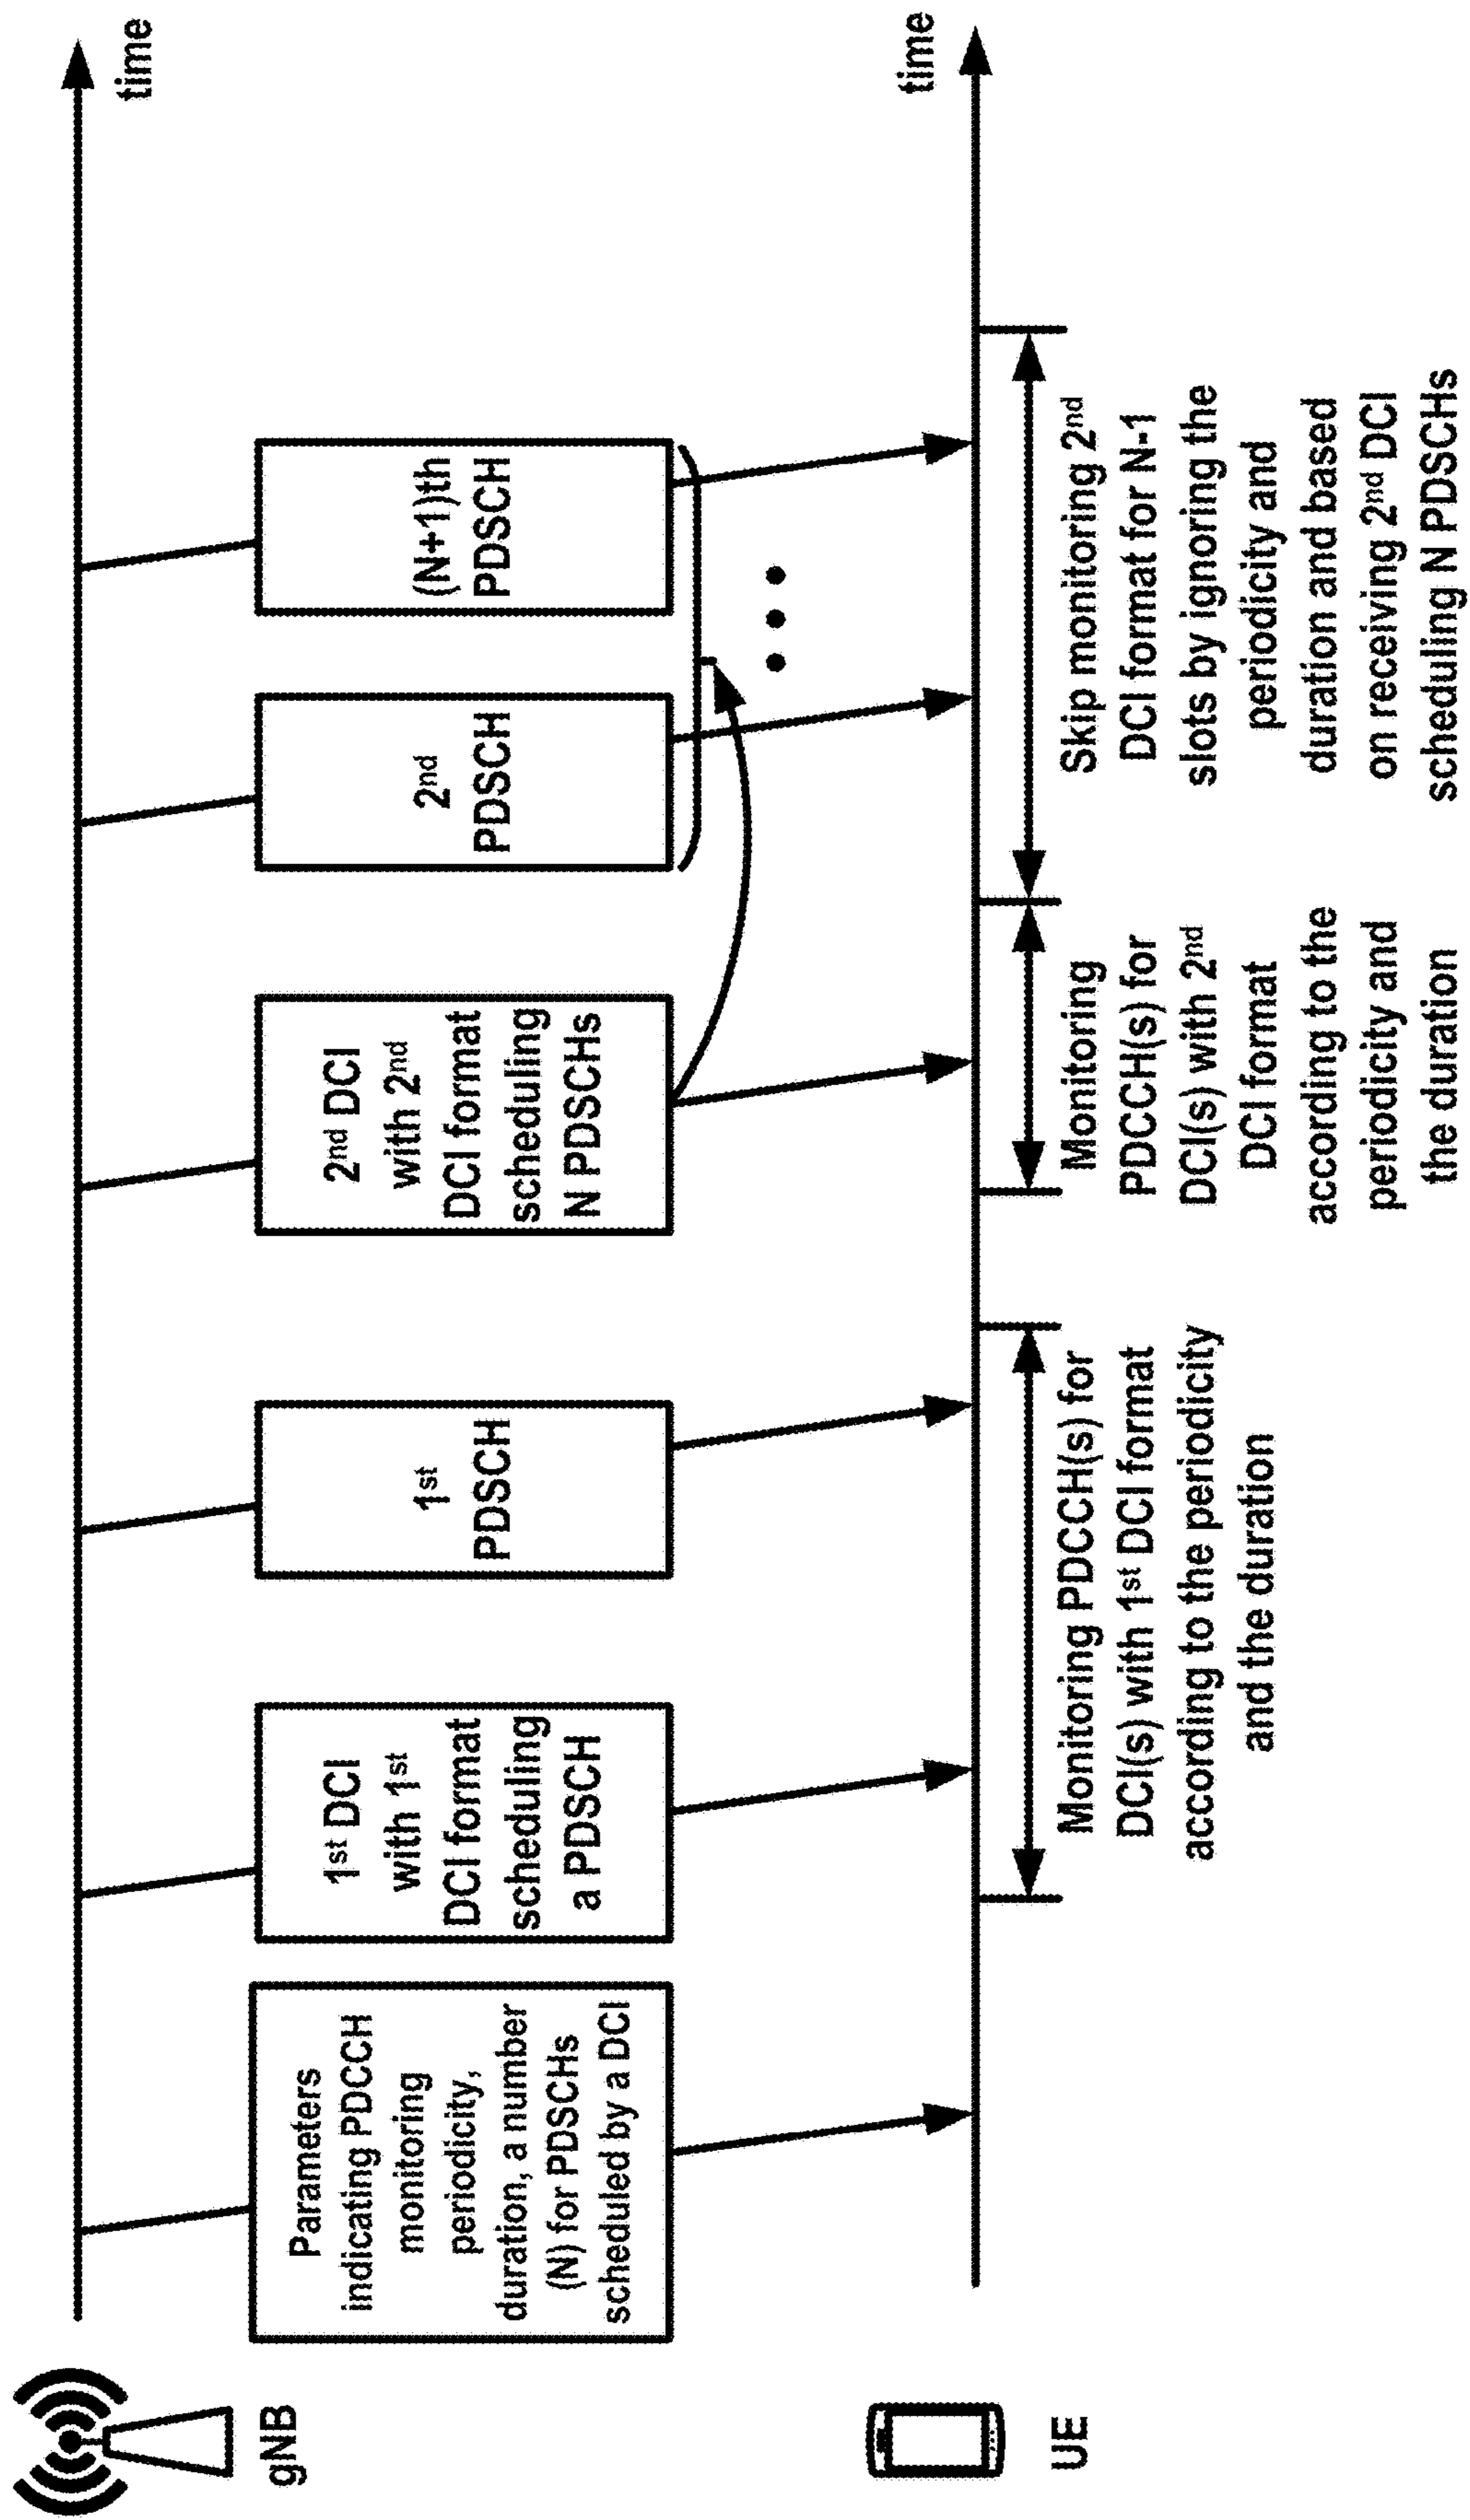 gNB
time
Parameters
indicating PDCCH
monitoring
periodicity,
duration, a number
(N) for PDSCHs
scheduled by a DCI
1st DCI
with 1st
DCI format
scheduling
a PDSCH
1st
PDSCH
2nd DCI
with 2nd
DCI format
scheduling
N PDSCHs
2nd
PDSCH
(N+1)th
PDSCH
UE
time
Monitoring PDCCH(s) for
DCI(s) with 1st DCI format
according to the periodicity
and the duration
Monitoring
PDCCH(s) for
DCI(s) with 2nd
DCI format
according to the
periodicity and
the duration
Skip monitoring 2nd
DCI format for N-1
slots by ignoring the
periodicity and
duration and based
on receiving 2nd DCI
scheduling N PDSCHs